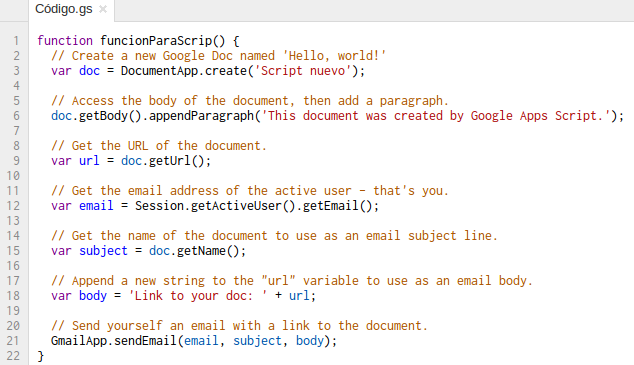 Código.gs ×
1 function funcionParaScrip() {
2 // Create a new Google Doc named 'Hello, world!'
3 var doc = DocumentApp.create('Script nuevo');
4
5 // Access the body of the document, then add a paragraph.
6 doc.getBody().appendParagraph('This document was created by Google Apps Script.');
7
8 // Get the URL of the document.
9 var url = doc.getUrl();
10
11 // Get the email address of the active user - that's you.
12 var email = Session.getActiveUser().getEmail();
13
14 // Get the name of the document to use as an email subject line.
15 var subject = doc.getName();
16
17 // Append a new string to the "url" variable to use as an email body.
18 var body = 'Link to your doc: ' + url;
19
20 // Send yourself an email with a link to the document.
21 GmailApp.sendEmail(email, subject, body);
22 }